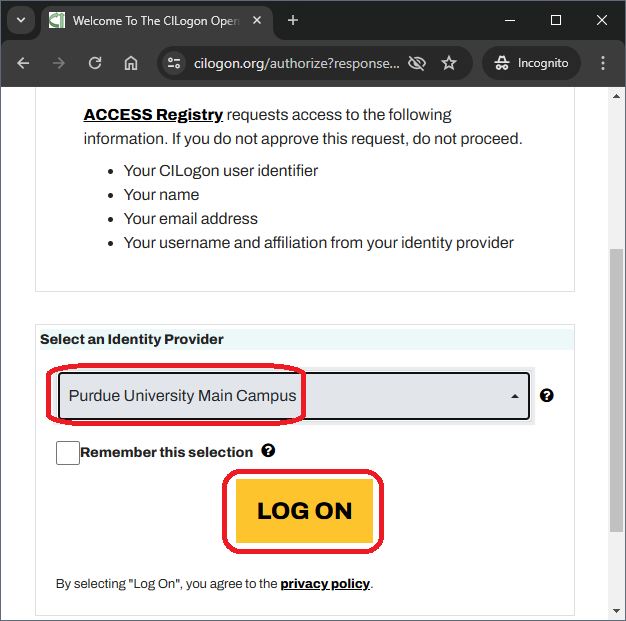 Welcome To The CILogon Open
cilogon.org/authorize?response...
Incognito
ACCESS Registry requests access to the following
information. If you do not approve this request, do not proceed.
• Your CILogon user identifier
• Your name
• Your email address
• Your username and affiliation from your identity provider
Select an Identity Provider
Purdue University Main Campus
Remember this selection
LOG ON
By selecting "Log On", you agree to the privacy policy.